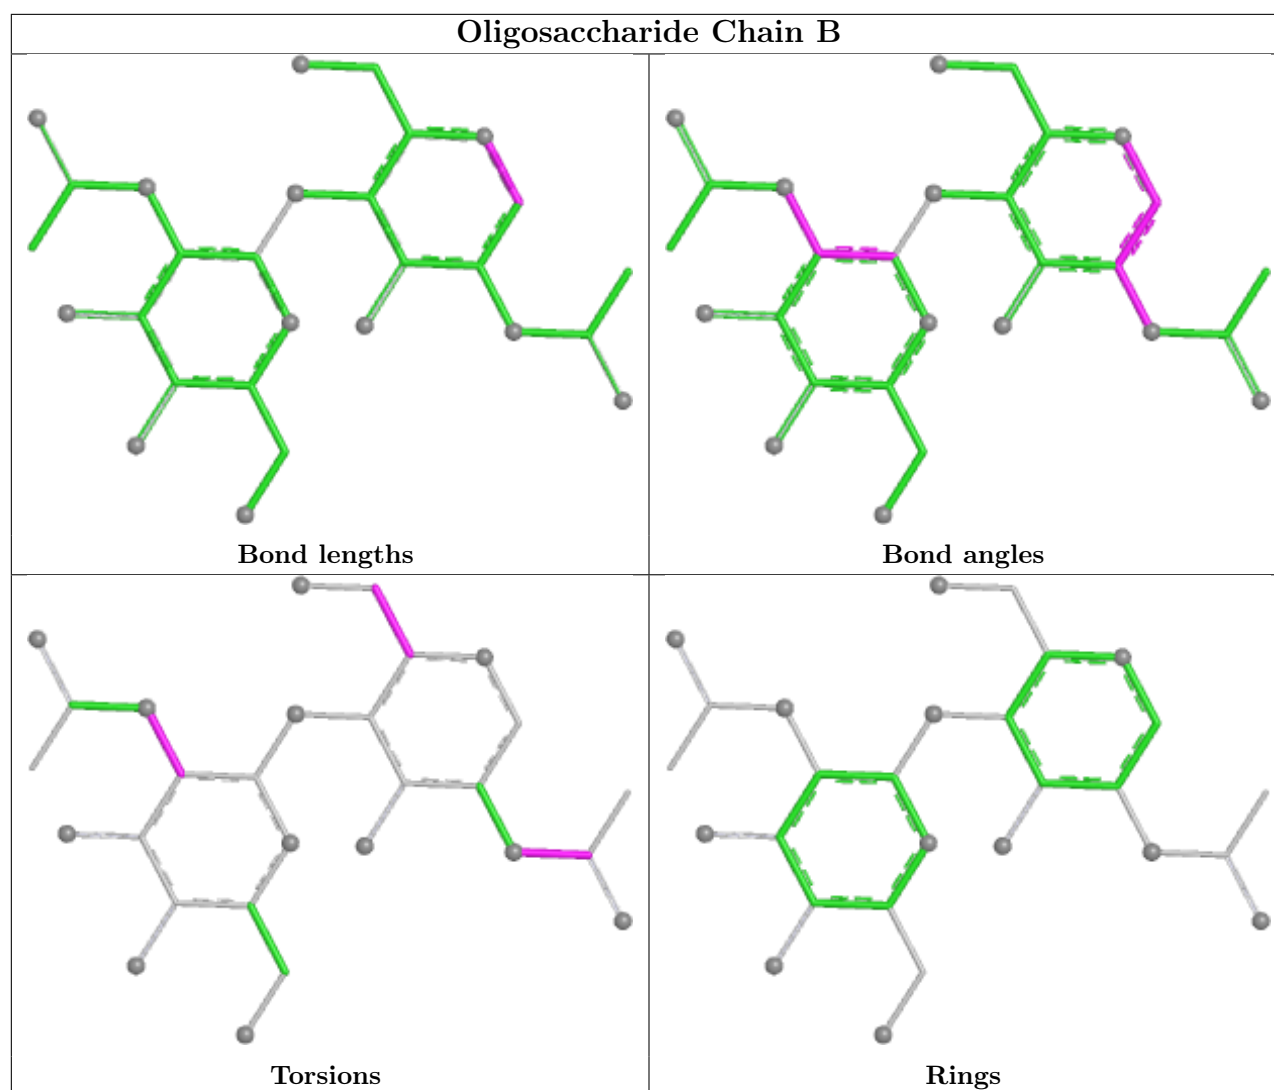 Oligosaccharide Chain B
Bond lengths
Bond angles
Torsions
Rings